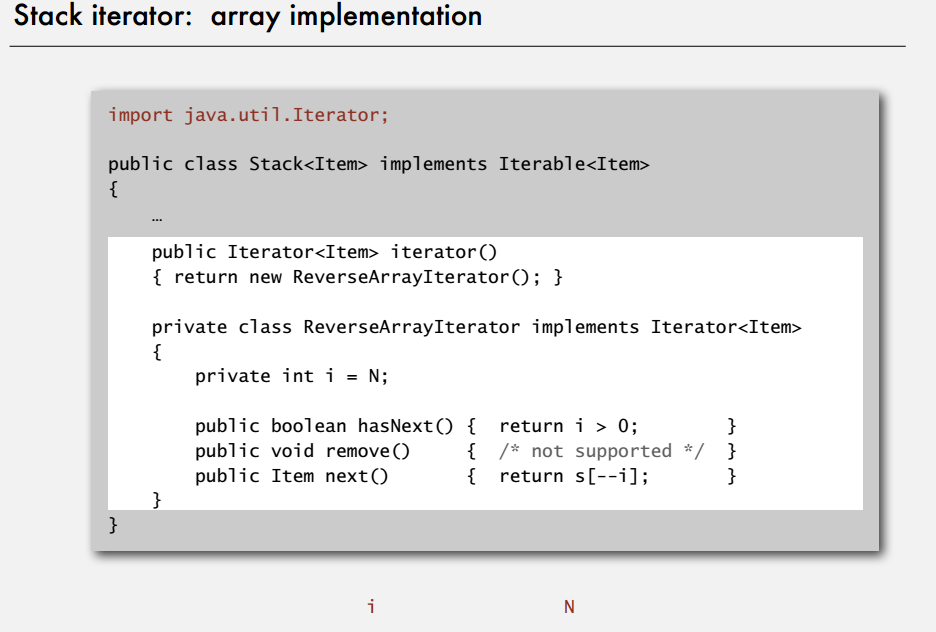 Stack iterator: array implementation
import java.util.Iterator;
public class Stack<Item> implements Iterable<Item>
{
…
public Iterator<Item> iterator()
{ return new ReverseArrayIterator(); }
private class ReverseArrayIterator implements Iterator<Item>
{
private int i = N;
public boolean hasNext() { return i > 0; }
public void remove() { /* not supported */ }
public Item next() { return s[--i]; }
}
}
i N